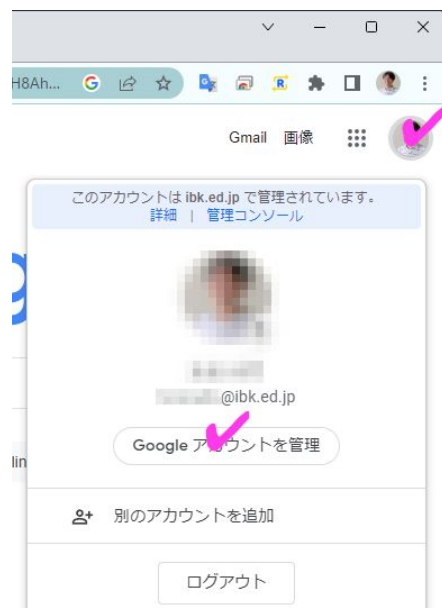 H8Ah...
Gmail 画像
このアカウントは ibk.ed.jp で管理されています。
詳細 | 管理コンソール
@ibk.ed.jp
Google アカウントを管理
lin
別のアカウントを追加
ログアウト